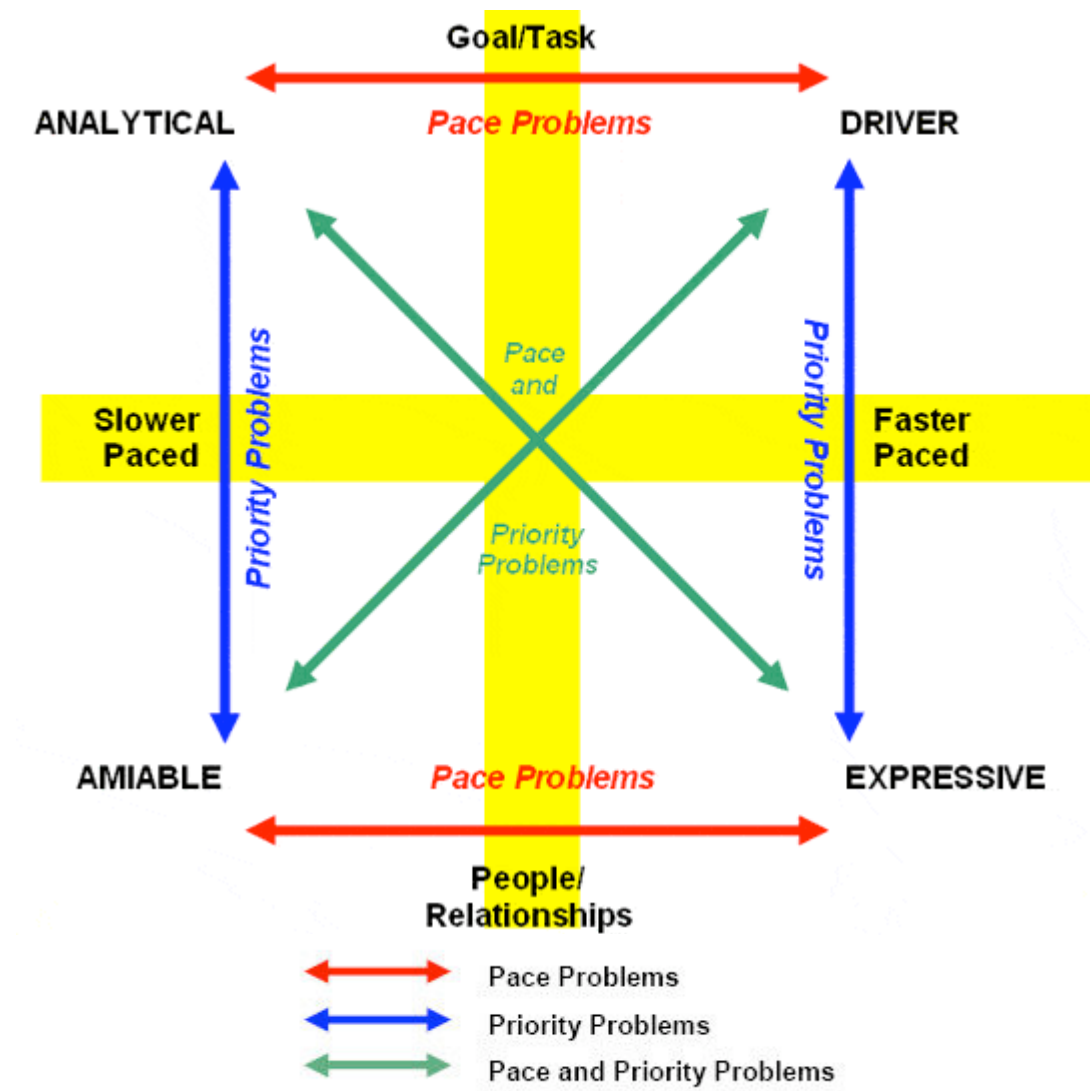 Goal/Task
ANALYTICAL
Pace Problems
DRIVER
Pace
and
Priority Problems
Priority Problems
Slower
Paced
Faster
Paced
Priority
Problems
AMIABLE
Pace Problems
EXPRESSIVE
People/
Relationships
Pace Problems
Priority Problems
Pace and Priority Problems